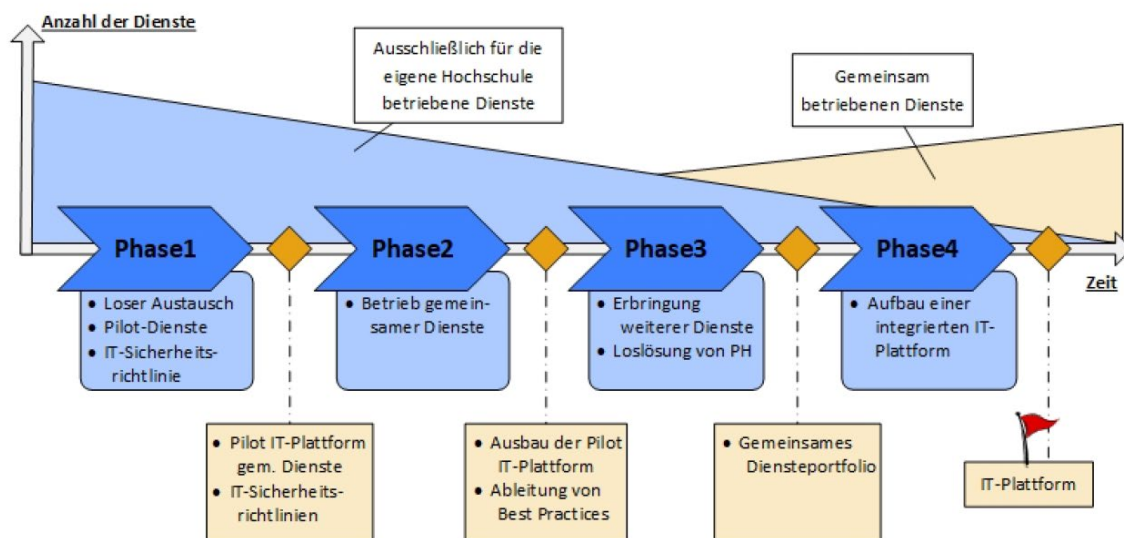 Anzahl der Dienste
Ausschließlich für die
eigene Hochschule
betriebene Dienste
Gemeinsam
betriebenen Dienste
Phase1
Phase2
Phase3
Phase4
Zeit
• Loser Austausch
• Pilot-Dienste
• IT-Sicherheits-
richtlinie
• Betrieb gemein-
samer Dienste
• Erbringung
weiterer Dienste
• Loslösung von PH
• Aufbau einer
integrierten IT-
Plattform
• Pilot IT-Plattform
gem. Dienste
• IT-Sicherheits-
richtlinien
• Ausbau der Pilot
IT-Plattform
• Ableitung von
Best Practices
• Gemeinsames
Diensteportfolio
IT-Plattform